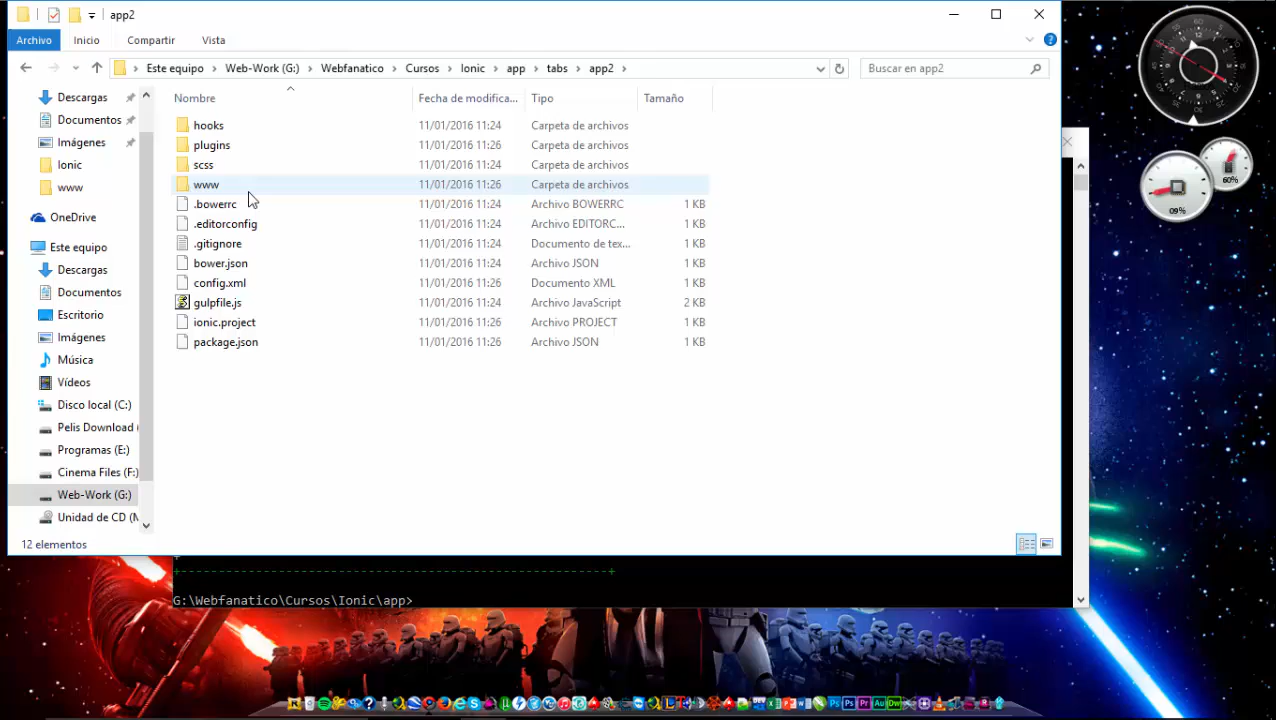 app2
Archivo Inicio Compartir Vista
Este equipo Web-Work (G:) Webfanatico Cursos Ionic app tabs app2
Buscar en app2
Descargas
Documentos
Imágenes
Ionic
www
OneDrive
Este equipo
Descargas
Documentos
Escritorio
Imágenes
Música
Vídeos
Disco local (C:)
Pelis Download (
Programas (E:)
Cinema Files (F:)
Web-Work (G:)
Unidad de CD (M
Nombre Fecha de modifica... Tipo Tamaño
hooks 11/01/2016 11:24 Carpeta de archivos
plugins 11/01/2016 11:26 Carpeta de archivos
scss 11/01/2016 11:24 Carpeta de archivos
www 11/01/2016 11:26 Carpeta de archivos
.bowerrc 11/01/2016 11:24 Archivo BOWERRC 1 KB
.editorconfig 11/01/2016 11:24 Archivo EDITORC... 1 KB
.gitignore 11/01/2016 11:24 Documento de tex... 1 KB
bower.json 11/01/2016 11:24 Archivo JSON 1 KB
config.xml 11/01/2016 11:26 Documento XML 1 KB
gulpfile.js 11/01/2016 11:24 Archivo JavaScript 2 KB
ionic.project 11/01/2016 11:26 Archivo PROJECT 1 KB
package.json 11/01/2016 11:26 Archivo JSON 1 KB
12 elementos
+---------------------------------------------------------+
G:\Webfanatico\Cursos\Ionic\app>
60%
09%